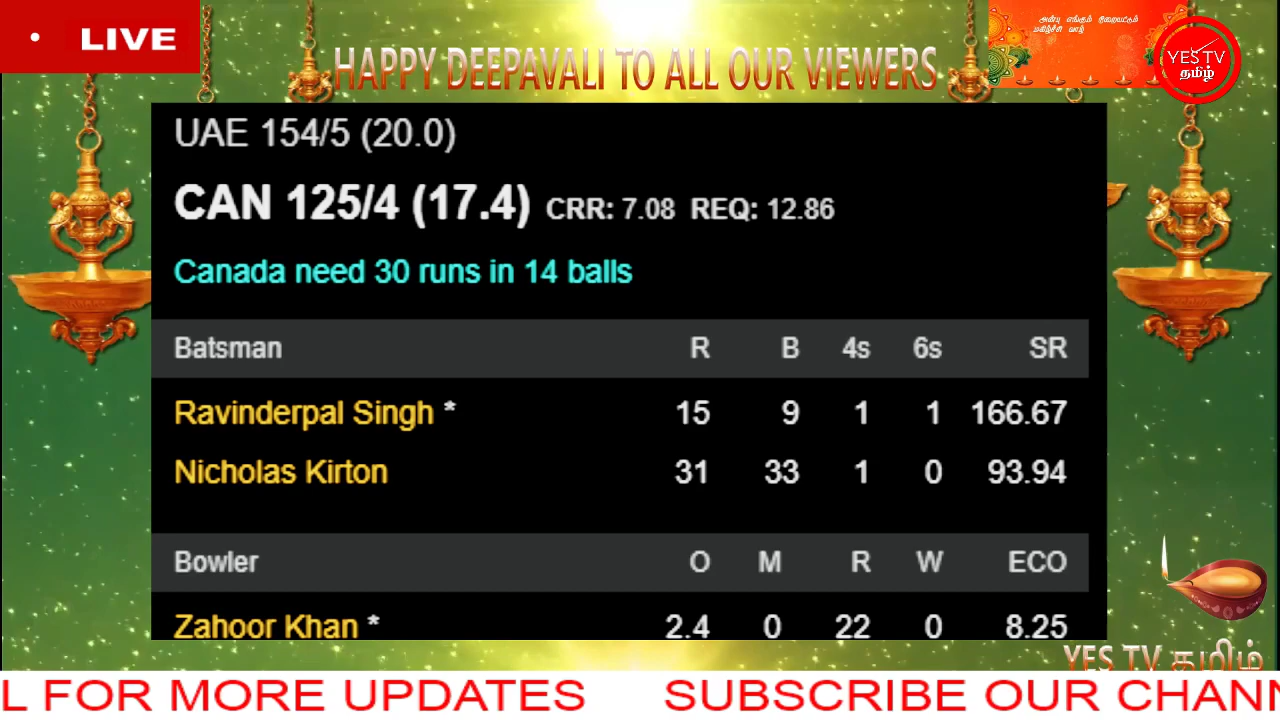 LIVE
HAPPY DEEPAVALI TO ALL OUR VIEWERS
அன்பு எங்கும் நிறையட்டும்
YES TV
தமிழ்
UAE 154/5 (20.0)
CAN 125/4 (17.4) CRR: 7.08 REQ: 12.86
Canada need 30 runs in 14 balls
Batsman R B 4s 6s SR
Ravinderpal Singh * 15 9 1 1 166.67
Nicholas Kirton 31 33 1 0 93.94
Bowler O M R W ECO
Zahoor Khan * 2.4 0 22 0 8.25
YES TV தமிழ்
L FOR MORE UPDATES SUBSCRIBE OUR CHANN